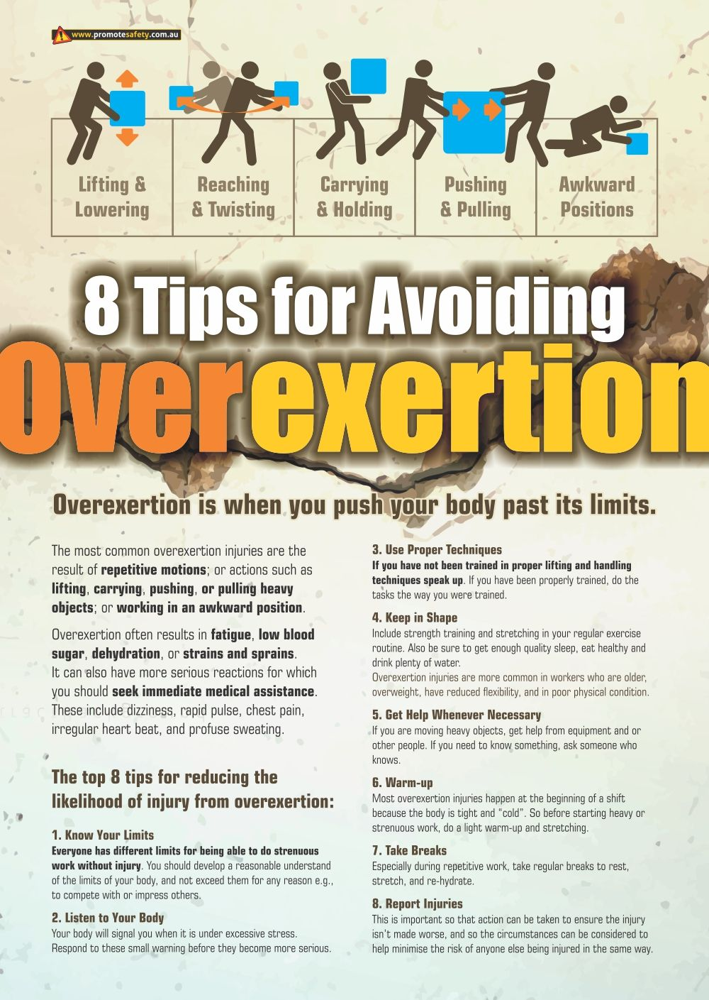 www.promotesafety.com.au
Lifting &
Lowering
Reaching
& Twisting
Carrying
& Holding
Pushing
& Pulling
Awkward
Positions
8 Tips for Avoiding
Overexertion
Overexertion is when you push your body past its limits.
The most common overexertion injuries are the
result of repetitive motions; or actions such as
lifting, carrying, pushing, or pulling heavy
objects; or working in an awkward position.
Overexertion often results in fatigue, low blood
sugar, dehydration, or strains and sprains.
It can also have more serious reactions for which
you should seek immediate medical assistance.
These include dizziness, rapid pulse, chest pain,
irregular heart beat, and profuse sweating.
The top 8 tips for reducing the
likelihood of injury from overexertion:
1. Know Your Limits
Everyone has different limits for being able to do strenuous
work without injury. You should develop a reasonable understand
of the limits of your body, and not exceed them for any reason e.g.,
to compete with or impress others.
2. Listen to Your Body
Your body will signal you when it is under excessive stress.
Respond to these small warning before they become more serious.
3. Use Proper Techniques
If you have not been trained in proper lifting and handling
techniques speak up. If you have been properly trained, do the
tasks the way you were trained.
4. Keep in Shape
Include strength training and stretching in your regular exercise
routine. Also be sure to get enough quality sleep, eat healthy and
drink plenty of water.
Overexertion injuries are more common in workers who are older,
overweight, have reduced flexibility, and in poor physical condition.
5. Get Help Whenever Necessary
If you are moving heavy objects, get help from equipment and or
other people. If you need to know something, ask someone who
knows.
6. Warm-up
Most overexertion injuries happen at the beginning of a shift
because the body is tight and “cold”. So before starting heavy or
strenuous work, do a light warm-up and stretching.
7. Take Breaks
Especially during repetitive work, take regular breaks to rest,
stretch, and re-hydrate.
8. Report Injuries
This is important so that action can be taken to ensure the injury
isn't made worse, and so the circumstances can be considered to
help minimise the risk of anyone else being injured in the same way.